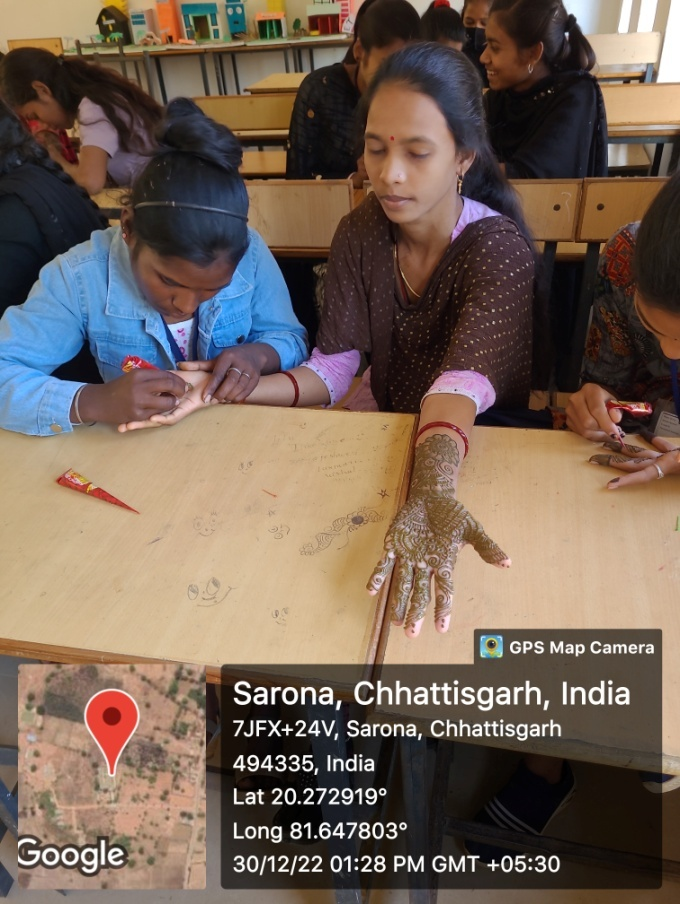 GPS Map Camera
Sarona, Chhattisgarh, India
7JFX+24V, Sarona, Chhattisgarh
494335, India
Lat 20.272919°
Long 81.647803°
30/12/22 01:28 PM GMT +05:30
Google